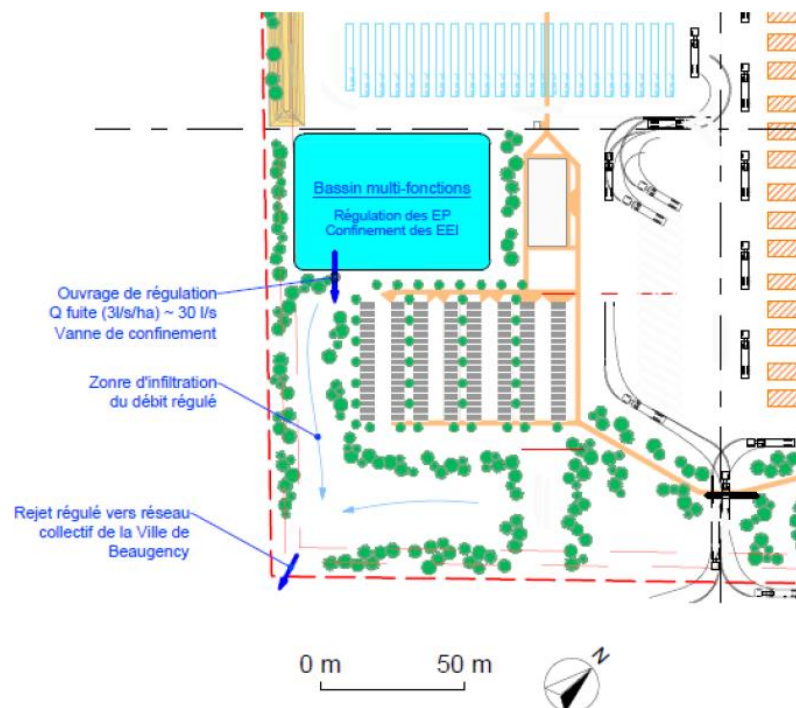 Bassin multi-fonctions
Régulation des EP
Confinement des EEI
Ouvrage de régulation
Q fuite (3l/s/ha) ~ 30 l/s
Vanne de confinement
Zonre d'infiltration
du débit régulé
Rejet régulé vers réseau
collectif de la Ville de
Beaugency
0 m
50 m
N